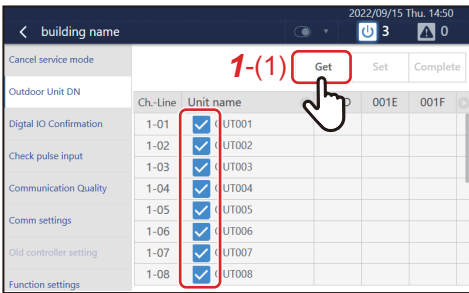 2022/09/15 Thu. 14:50
building name
3
0
Cancel service mode
1-(1)
Get
Set
Complete
Outdoor Unit DN
Ch.-Line Unit name D 001E 001F
Digtal IO Confirmation
1-01 OUT001
1-02 OUT002
Check pulse input
1-03 OUT003
1-04 OUT004
Communication Quality
1-05 OUT005
Comm settings
1-06 OUT006
Old controller setting
1-07 OUT007
Function settings
1-08 OUT008